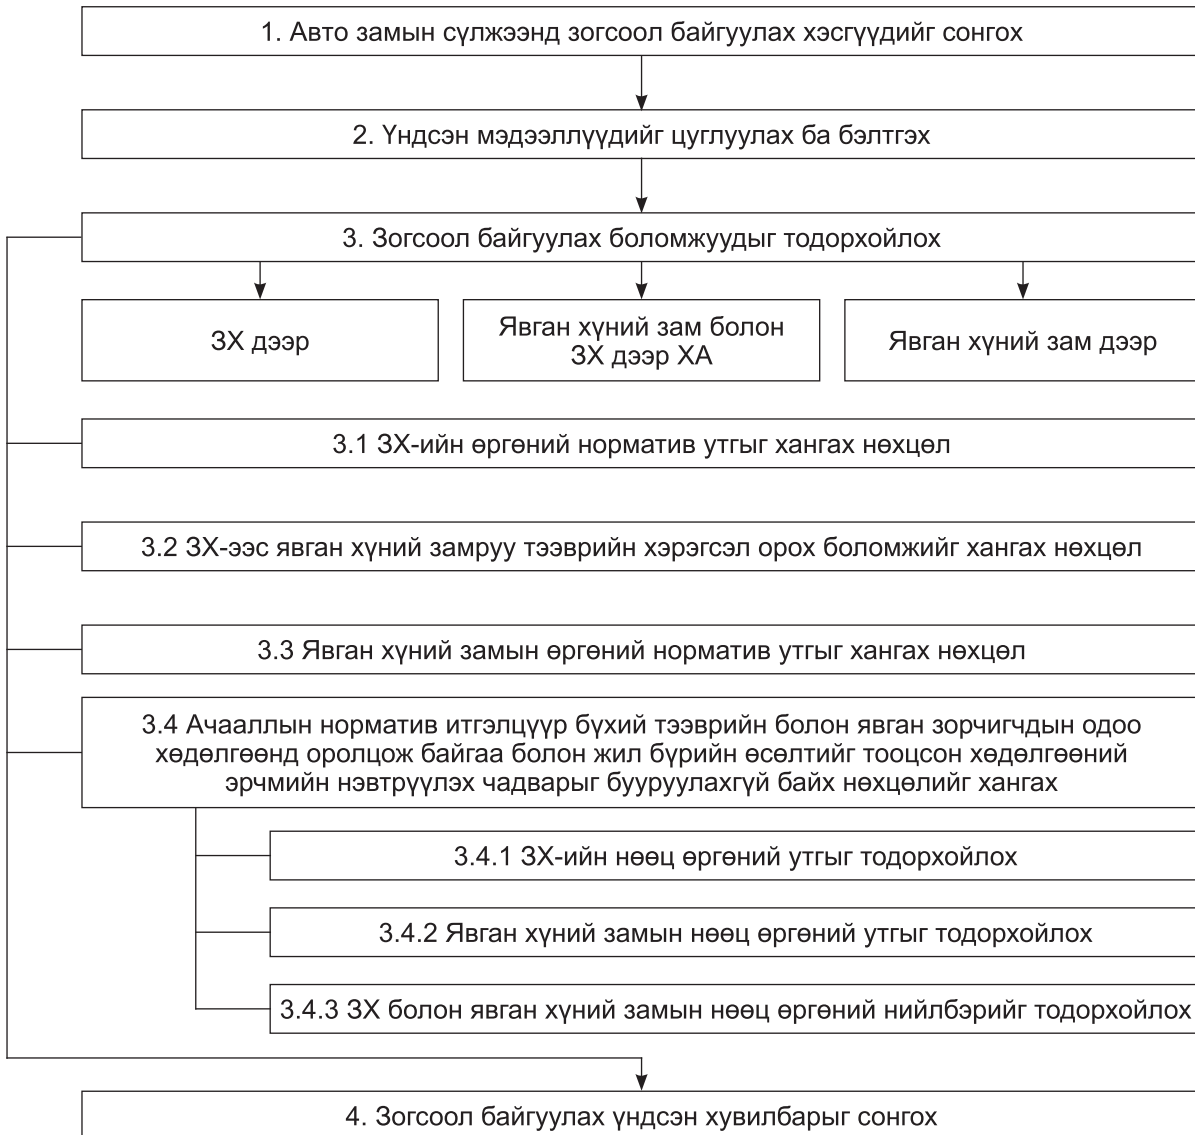 1. Авто замын сүлжээнд зогсоол байгуулах хэсгүүдийг сонгох
2. Үндсэн мэдээллүүдийг цуглуулах ба бэлтгэх
3. Зогсоол байгуулах боломжуудыг тодорхойлох
ЗХ дээр
Явган хүний зам болон
ЗХ дээр ХА
Явган хүний зам дээр
3.1 ЗХ-ийн өргөний норматив утгыг хангах нөхцөл
3.2 ЗХ-ээс явган хүний замруу тээврийн хэрэгсэл орох боломжийг хангах нөхцөл
3.3 Явган хүний замын өргөний норматив утгыг хангах нөхцөл
3.4 Ачааллын норматив итгэлцүүр бүхий тээврийн болон явган зорчигчдын одоо
хөдөлгөөнд оролцож байгаа болон жил бүрийн өсөлтийг тооцсон хөдөлгөөний
эрчмийн нэвтрүүлэх чадварыг бууруулахгүй байх нөхцөлийг хангах
3.4.1 ЗХ-ийн нөөц өргөний утгыг тодорхойлох
3.4.2 Явган хүний замын нөөц өргөний утгыг тодорхойлох
3.4.3 ЗХ болон явган хүний замын нөөц өргөний нийлбэрийг тодорхойлох
4. Зогсоол байгуулах үндсэн хувилбарыг сонгох